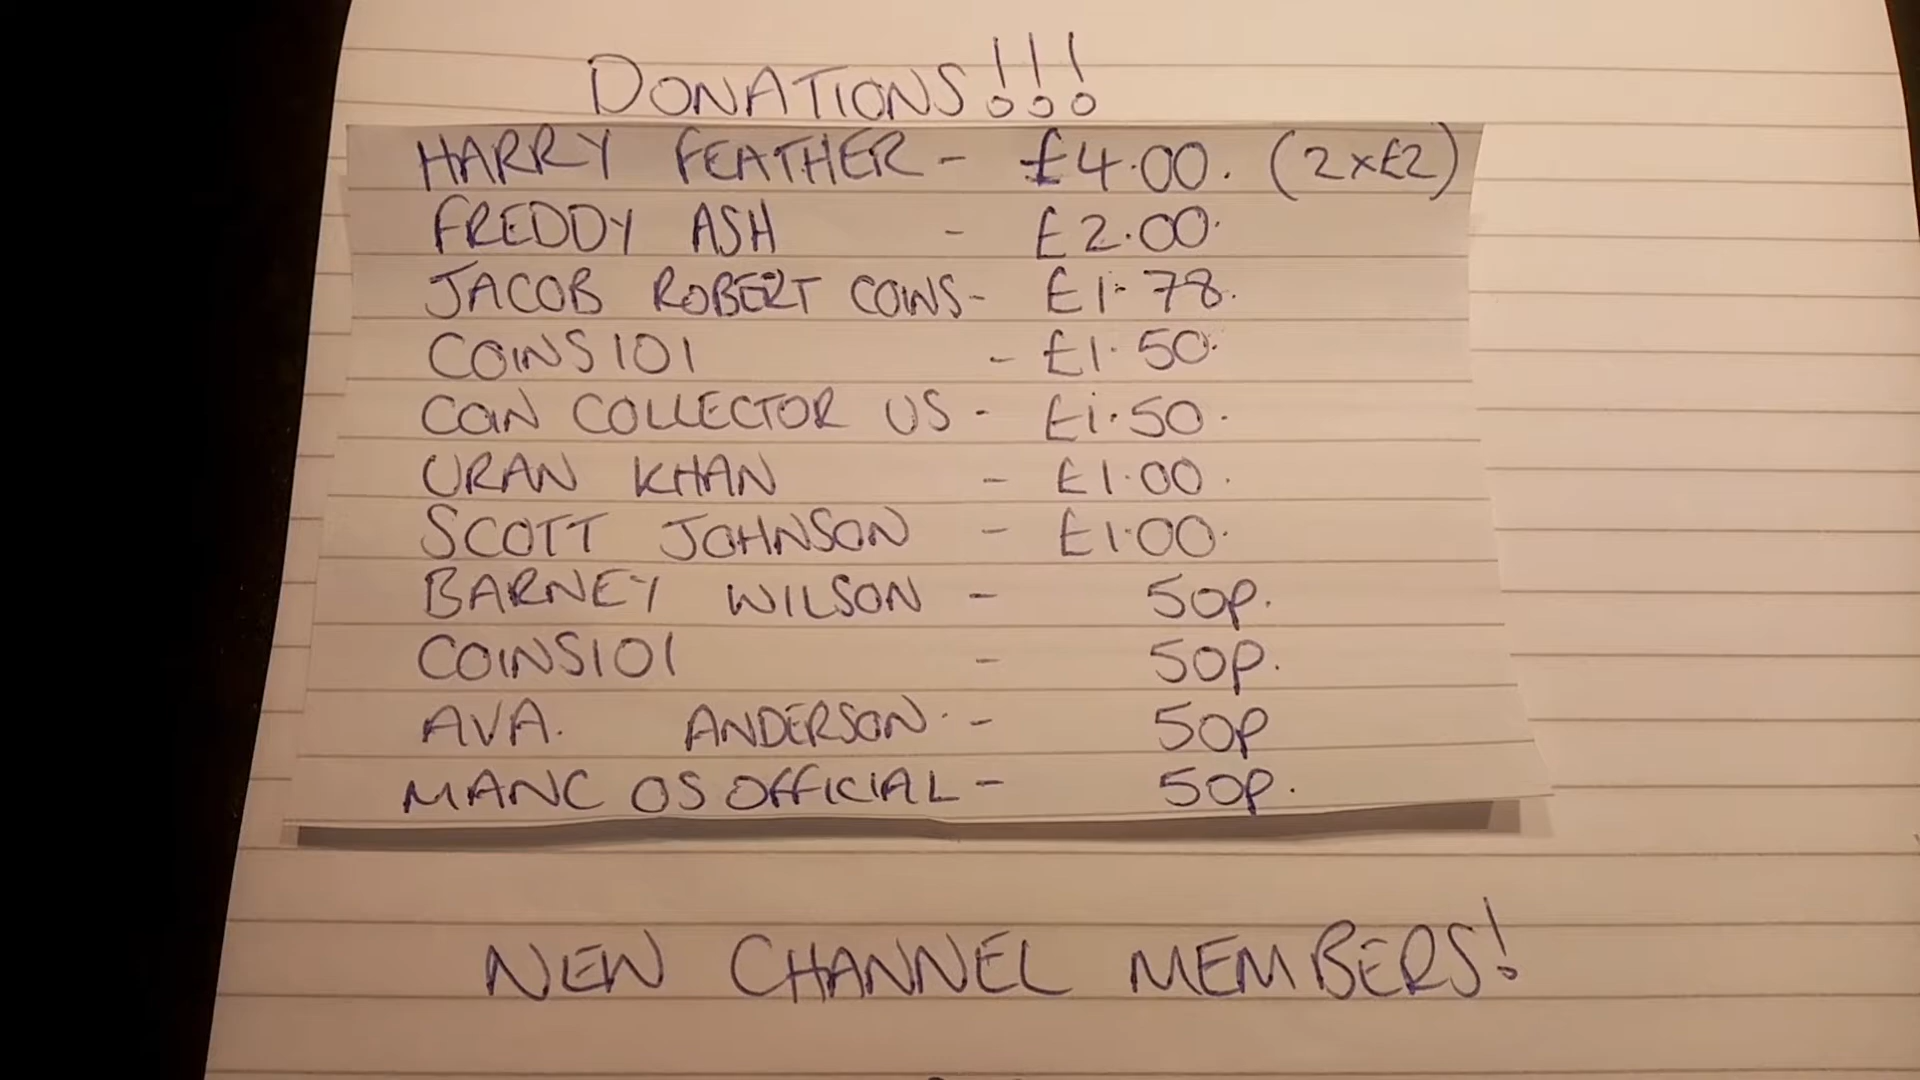 DONATIONS!!!
HARRY FEATHER - £4.00. (2x£2)
FREDDY ASH - £2.00.
JACOB ROBERT COINS - £1.78.
COINS101 - £1.50.
COIN COLLECTOR US - £1.50.
URAN KHAN - £1.00.
SCOTT JOHNSON - £1.00.
BARNEY WILSON - 50p.
COINS101 - 50p.
AVA. ANDERSON. - 50p
MANC OS OFFICIAL - 50p.
NEW CHANNEL MEMBERS!